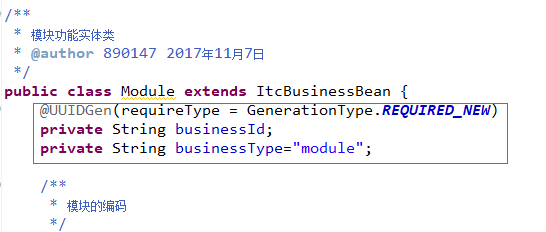 /**
* 模块功能实体类
* @author 890147 2017年11月7日
*/
public class Module extends ItcBusinessBean {
@UUIDGen(requireType = GenerationType.REQUIRED_NEW)
private String businessId;
private String businessType="module";
/**
* 模块的编码
*/